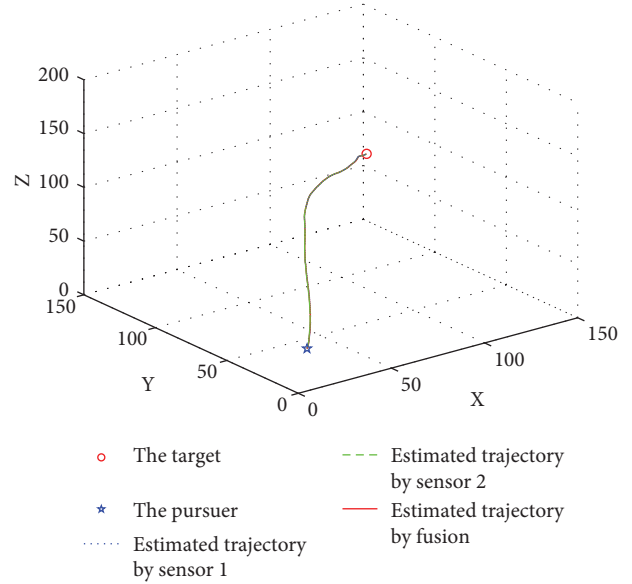 200
150
100
50
0
Z
150
100
50
0
Y
0
50
100
150
X
The target
The pursuer
Estimated trajectory
by sensor 1
Estimated trajectory
by sensor 2
Estimated trajectory
by fusion